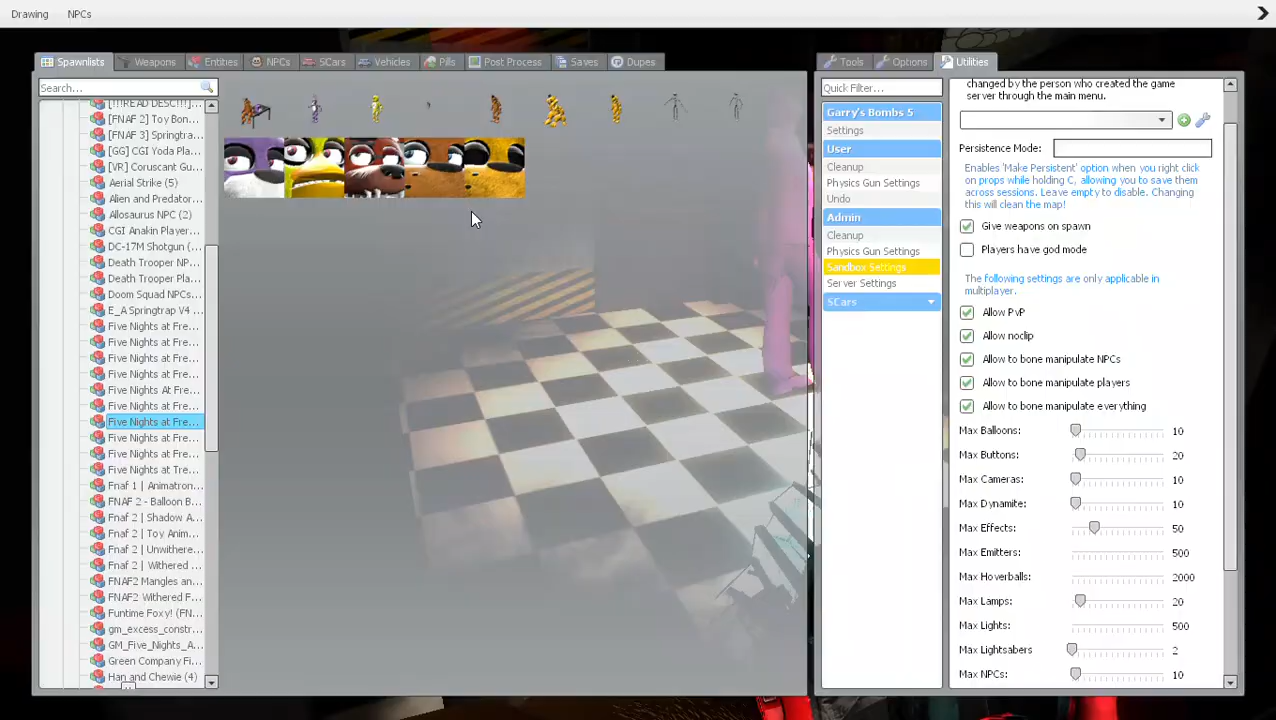 Drawing NPCs
Spawnlists Weapons Entities NPCs SCars Vehicles Pills Post Process Saves Dupes
Search...
[!!!READ DESC!!!]...
[FNAF 2] Toy Bon...
[FNAF 3] Springtra...
[GG] CGI Yoda Pla...
[VR] Coruscant Gu...
Aerial Strike (5)
Alien and Predator...
Allosaurus NPC (2)
CGI Anakin Player...
DC-17M Shotgun (...
Death Trooper NP...
Death Trooper Pla...
Doom Squad NPCs...
E_A Springtrap V4 ...
Five Nights at Fre...
Five Nights at Fre...
Five Nights at Fre...
Five Nights at Fre...
Five Nights At Fre...
Five Nights at Fre...
Five Nights at Fre...
Five Nights at Fre...
Five Nights at Fre...
Five Nights at Tre...
Fnaf 1 | Animatron...
FNAF 2 - Balloon B...
Fnaf 2 | Shadow A...
Fnaf 2 | Toy Anim...
Fnaf 2 | Unwithere...
Fnaf 2 | Withered ...
FNAF2 Mangles an...
FNAF2 Withered F...
Funtime Foxy! (FN...
gm_excess_constr...
GM_Five_Nights_A...
Green Company Fi...
Han and Chewie (4)
Tools Options Utilities
Quick Filter...
Garry's Bombs 5
Settings
User
Cleanup
Physics Gun Settings
Undo
Admin
Cleanup
Physics Gun Settings
Sandbox Settings
Server Settings
SCars
changed by the person who created the game
server through the main menu.
Persistence Mode:
Enables 'Make Persistent' option when you right click
on props while holding C, allowing you to save them
across sessions. Leave empty to disable. Changing
this will clean the map!
Give weapons on spawn
Players have god mode
The following settings are only applicable in
multiplayer.
Allow PvP
Allow noclip
Allow to bone manipulate NPCs
Allow to bone manipulate players
Allow to bone manipulate everything
Max Balloons: 10
Max Buttons: 20
Max Cameras: 10
Max Dynamite: 10
Max Effects: 50
Max Emitters: 500
Max Hoverballs: 2000
Max Lamps: 20
Max Lights: 500
Max Lightsabers 2
Max NPCs: 10